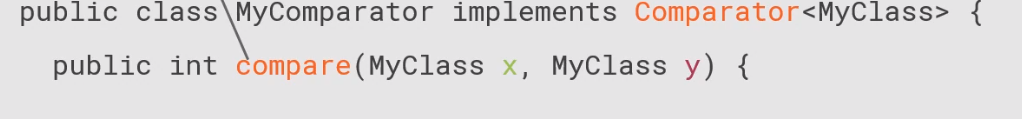 public class MyComparator implements Comparator<MyClass> {
public int compare(MyClass x, MyClass y) {